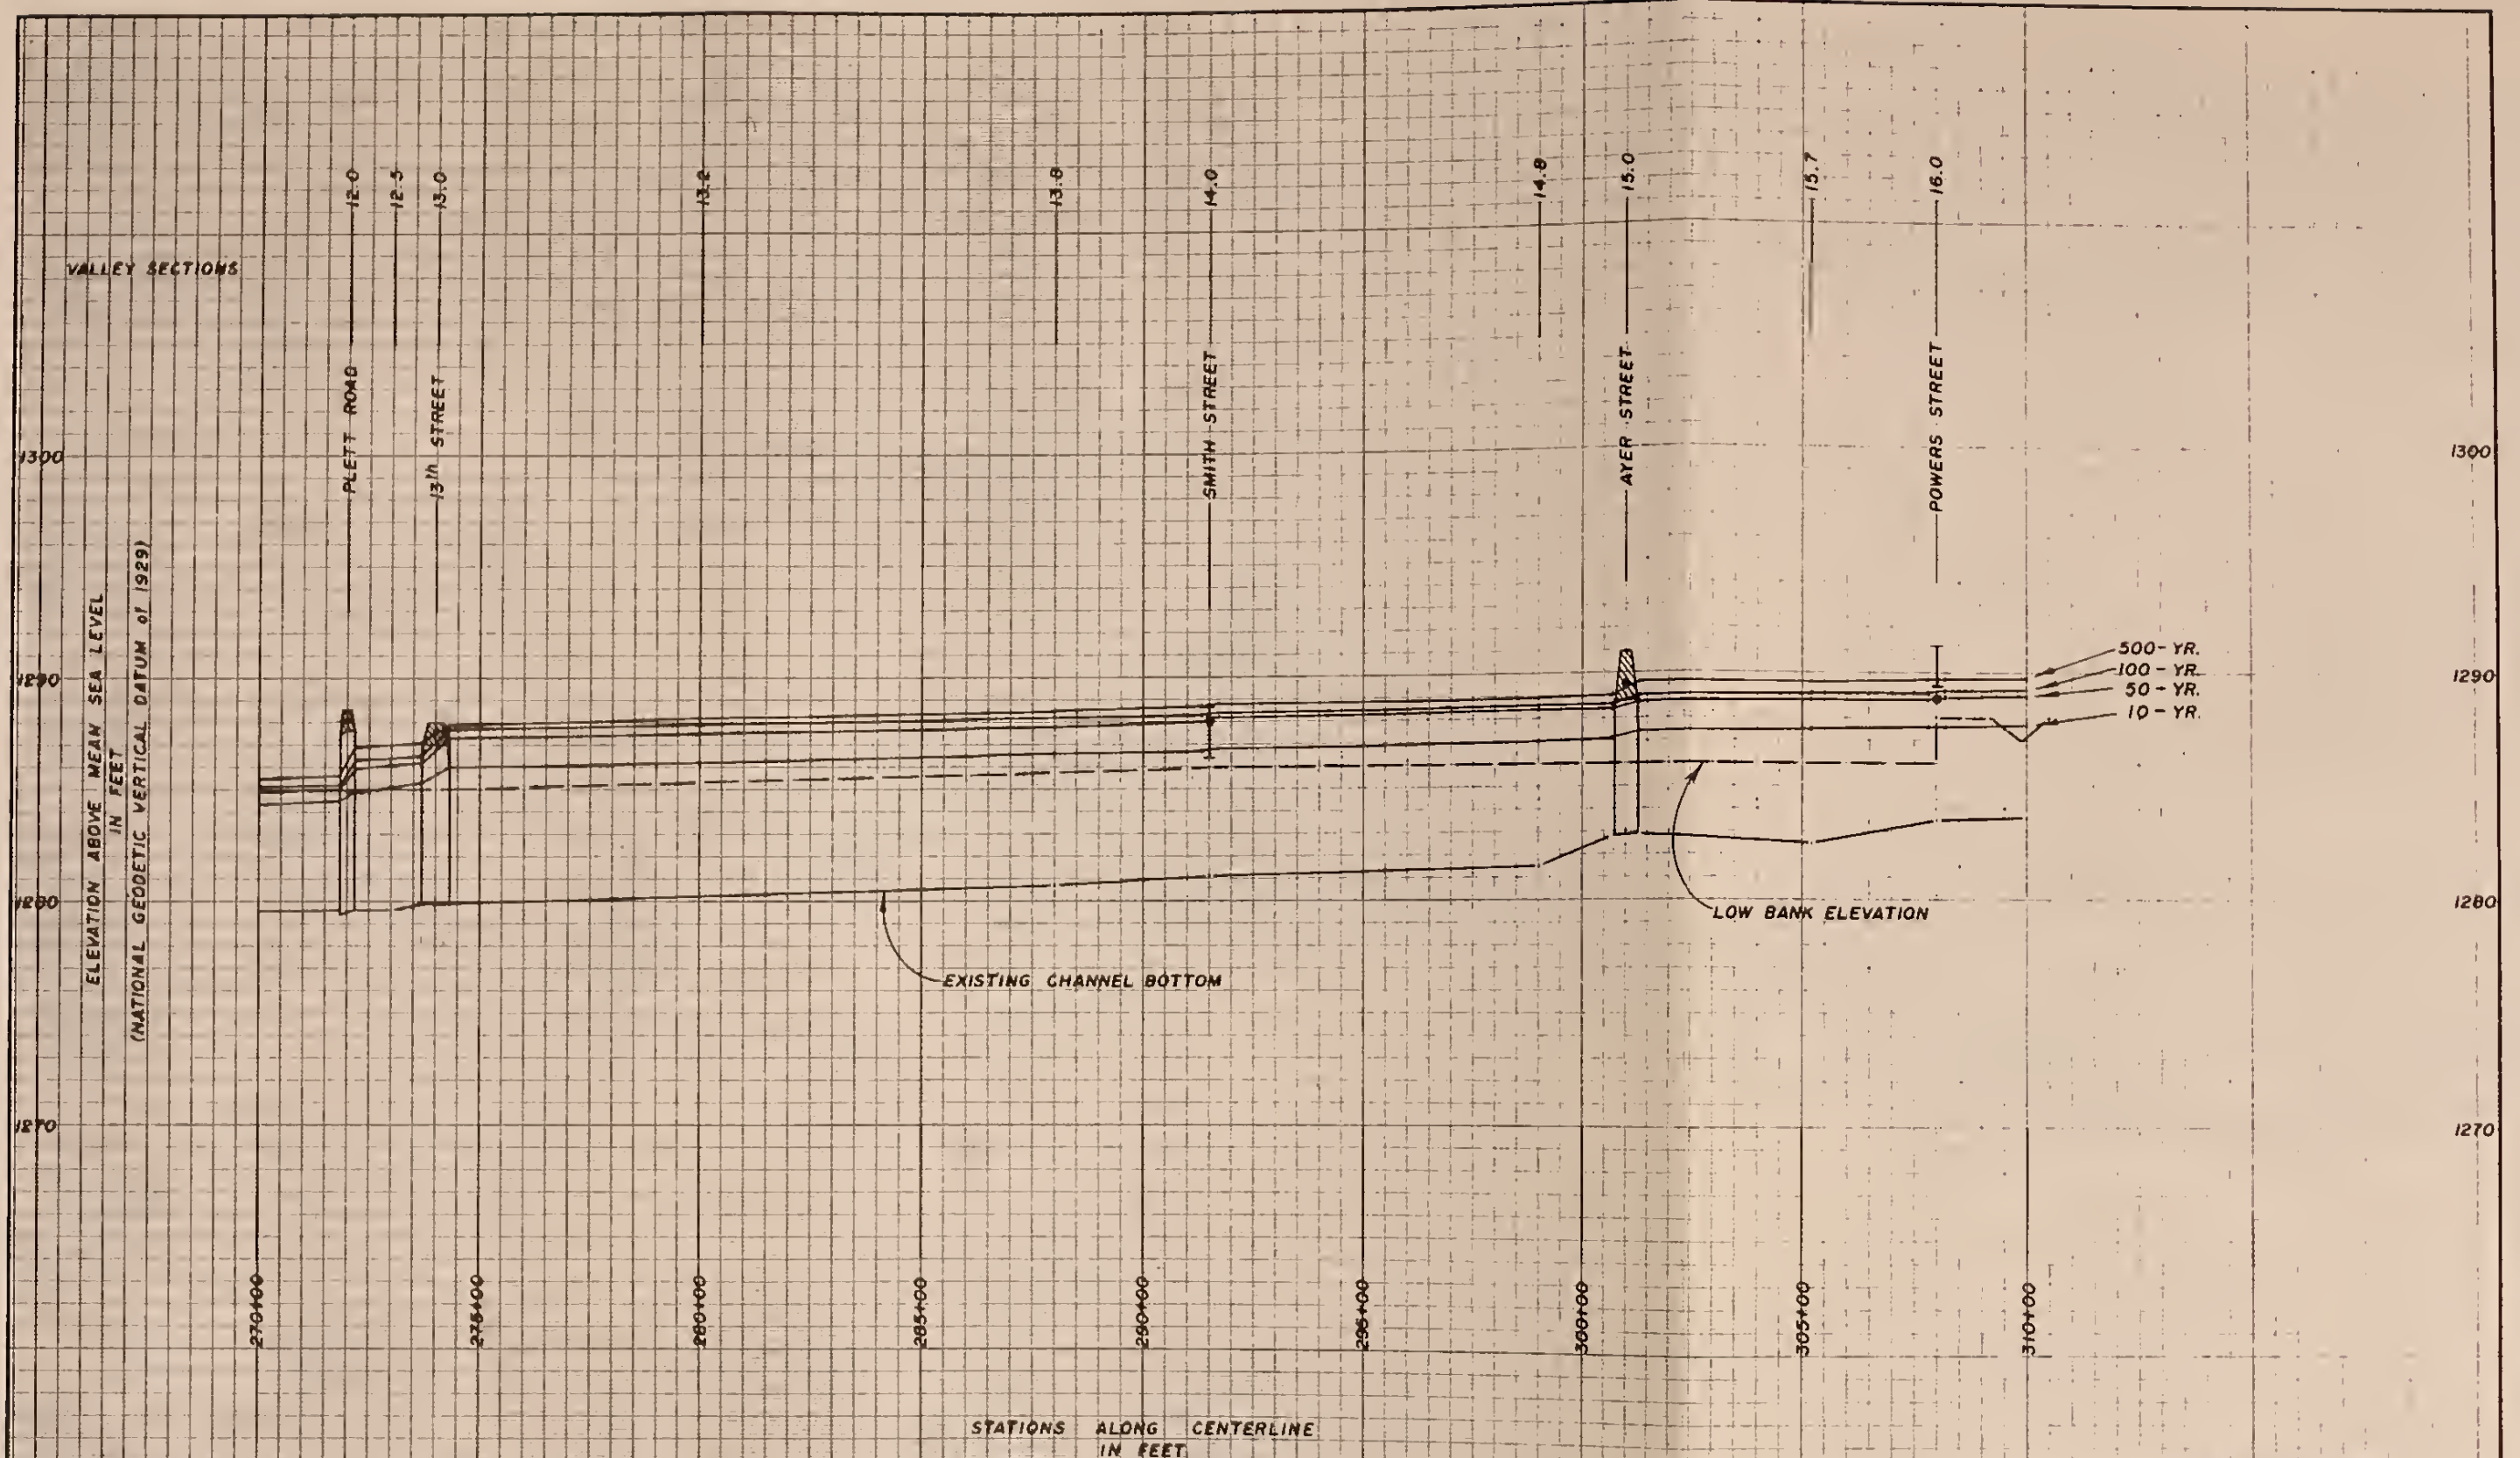 12.0
12.5
13.0
13.2
13.8
14.0
14.8
15.0
15.7
16.0
VALLEY SECTIONS
PLETT ROAD
13th STREET
SMITH STREET
AYER STREET
POWERS STREET
1300
1300
ELEVATION ABOVE MEAN SEA LEVEL
IN FEET
(NATIONAL GEODETIC VERTICAL DATUM of 1929)
500-YR.
100-YR.
50-YR.
10-YR.
1290
1290
1280
1280
LOW BANK ELEVATION
EXISTING CHANNEL BOTTOM
1270
1270
270+00
275+00
280+00
285+00
290+00
295+00
300+00
305+00
310+00
STATIONS ALONG CENTERLINE
IN FEET